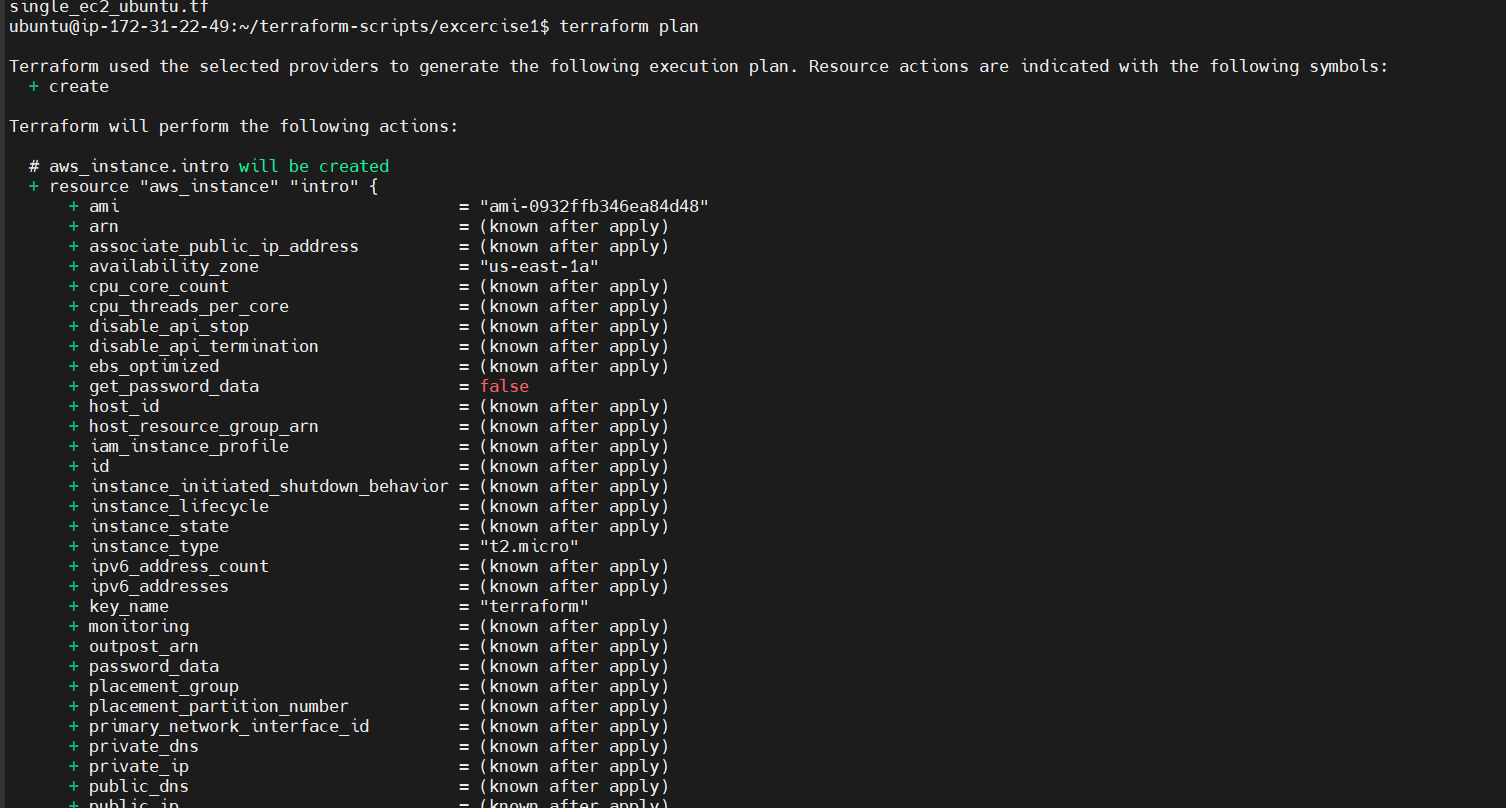 single_ec2_ubuntu.tf
ubuntu@ip-172-31-22-49:~/terraform-scripts/excercise1$ terraform plan
Terraform used the selected providers to generate the following execution plan. Resource actions are indicated with the following symbols:
+ create
Terraform will perform the following actions:
# aws_instance.intro will be created
+ resource "aws_instance" "intro" {
+ ami = "ami-0932ffb346ea84d48"
+ arn = (known after apply)
+ associate_public_ip_address = (known after apply)
+ availability_zone = "us-east-1a"
+ cpu_core_count = (known after apply)
+ cpu_threads_per_core = (known after apply)
+ disable_api_stop = (known after apply)
+ disable_api_termination = (known after apply)
+ ebs_optimized = (known after apply)
+ get_password_data = false
+ host_id = (known after apply)
+ host_resource_group_arn = (known after apply)
+ iam_instance_profile = (known after apply)
+ id = (known after apply)
+ instance_initiated_shutdown_behavior = (known after apply)
+ instance_lifecycle = (known after apply)
+ instance_state = (known after apply)
+ instance_type = "t2.micro"
+ ipv6_address_count = (known after apply)
+ ipv6_addresses = (known after apply)
+ key_name = "terraform"
+ monitoring = (known after apply)
+ outpost_arn = (known after apply)
+ password_data = (known after apply)
+ placement_group = (known after apply)
+ placement_partition_number = (known after apply)
+ primary_network_interface_id = (known after apply)
+ private_dns = (known after apply)
+ private_ip = (known after apply)
+ public_dns = (known after apply)
+ public_ip = (known after apply)